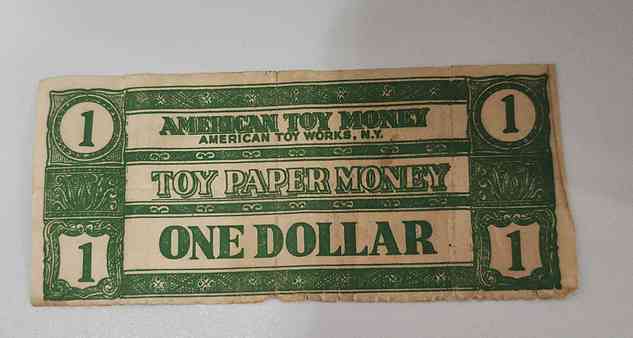 1 AMERICAN TOY MONEY 1
AMERICAN TOY WORKS, N.Y.
TOY PAPER MONEY
1 ONE DOLLAR 1